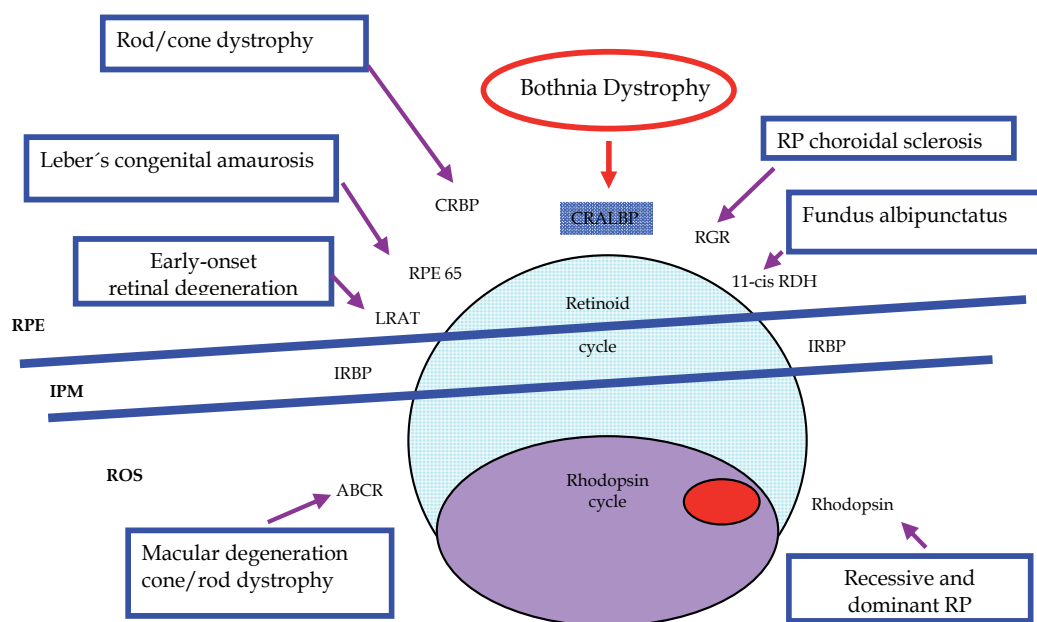 Rod/cone dystrophy
Bothnia Dystrophy
RP choroidal sclerosis
Leber´s congenital amaurosis
CRBP
CRALBP
RGR
Fundus albipunctatus
Early-onset
retinal degeneration
RPE 65
11-cis RDH
LRAT
Retinoid
cycle
RPE
IRBP
IRBP
IPM
ROS
ABCR
Rhodopsin
cycle
Rhodopsin
Macular degeneration
cone/rod dystrophy
Recessive and
dominant RP